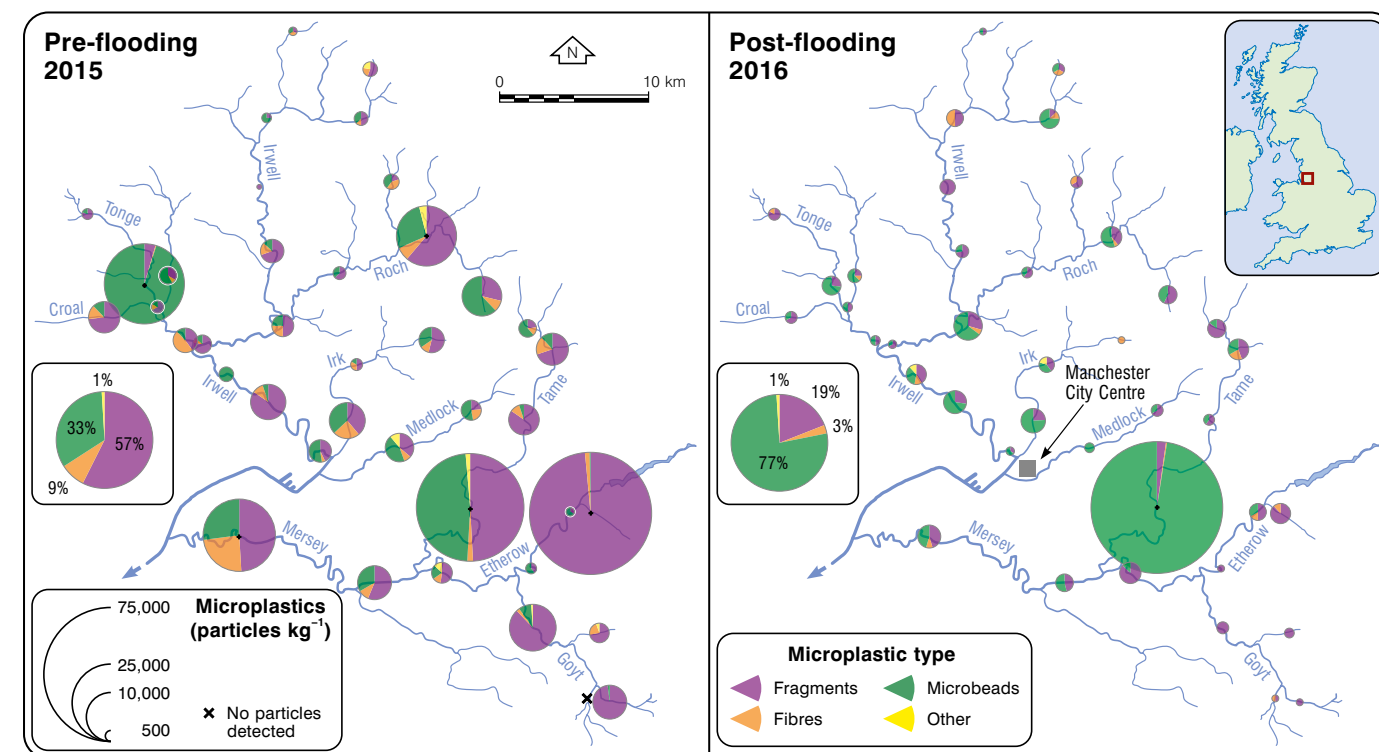 Pre-flooding
2015
N
0
10 km
Irwell
Tonge
Roch
Croal
Irk
Irwell
Medlock
Tame
Mersey
Etherow
Goyt
1%
33%
57%
9%
75,000
25,000
10,000
500
Microplastics
(particles kg⁻¹)
No particles
detected
Post-flooding
2016
Irwell
Tonge
Roch
Croal
Irk
Manchester
City Centre
Irwell
Medlock
Tame
Mersey
Etherow
Goyt
1%
19%
3%
77%
Microplastic type
Fragments
Microbeads
Fibres
Other